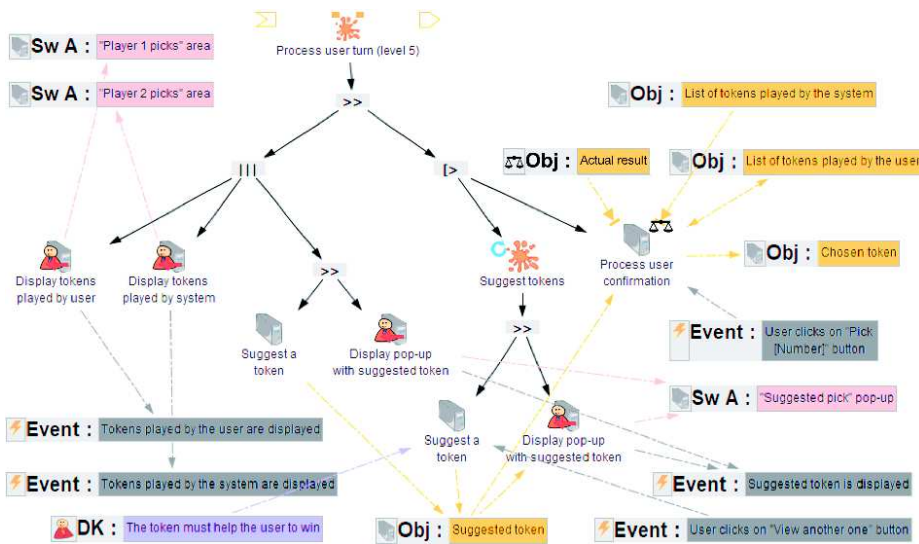 Process user turn (level 5)
>>
Sw A : "Player 1 picks" area
Sw A : "Player 2 picks" area
Obj : List of tokens played by the system
|||
[>
Obj : Actual result
Obj : List of tokens played by the user
Display tokens
played by user
Display tokens
played by system
>>
Suggest tokens
Process user
confirmation
Obj : Chosen token
>>
Suggest a
token
Display pop-up
with suggested token
Event : User clicks on "Pick
[Number]" button
Sw A : "Suggested pick" pop-up
Event : Tokens played by the user are displayed
Suggest a
token
Display pop-up
with suggested token
Event : Tokens played by the system are displayed
Event : Suggested token is displayed
DK : The token must help the user to win
Obj : Suggested token
Event : User clicks on "View another one" button